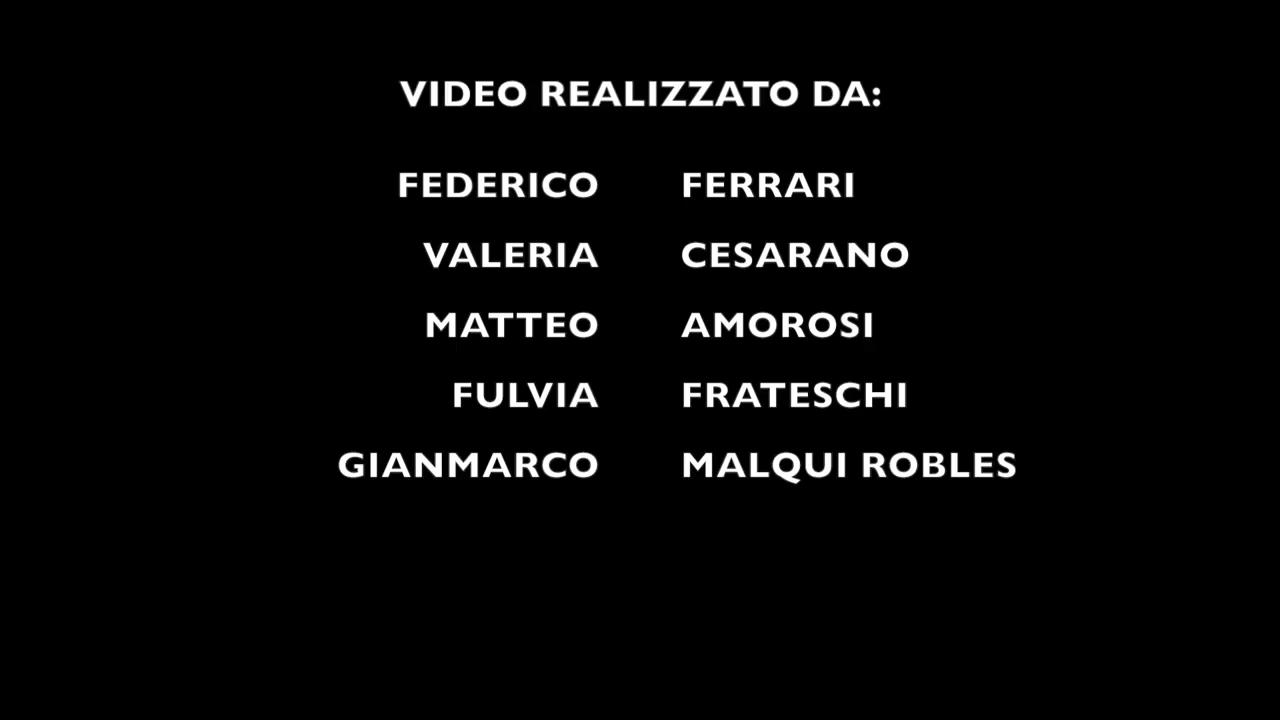 VIDEO REALIZZATO DA:
FEDERICO FERRARI
VALERIA CESARANO
MATTEO AMOROSI
FULVIA FRATESCHI
GIANMARCO MALQUI ROBLES